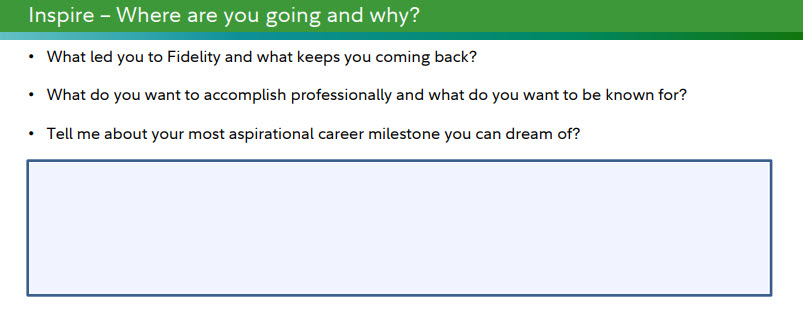 Inspire – Where are you going and why?
• What led you to Fidelity and what keeps you coming back?
• What do you want to accomplish professionally and what do you want to be known for?
• Tell me about your most aspirational career milestone you can dream of?